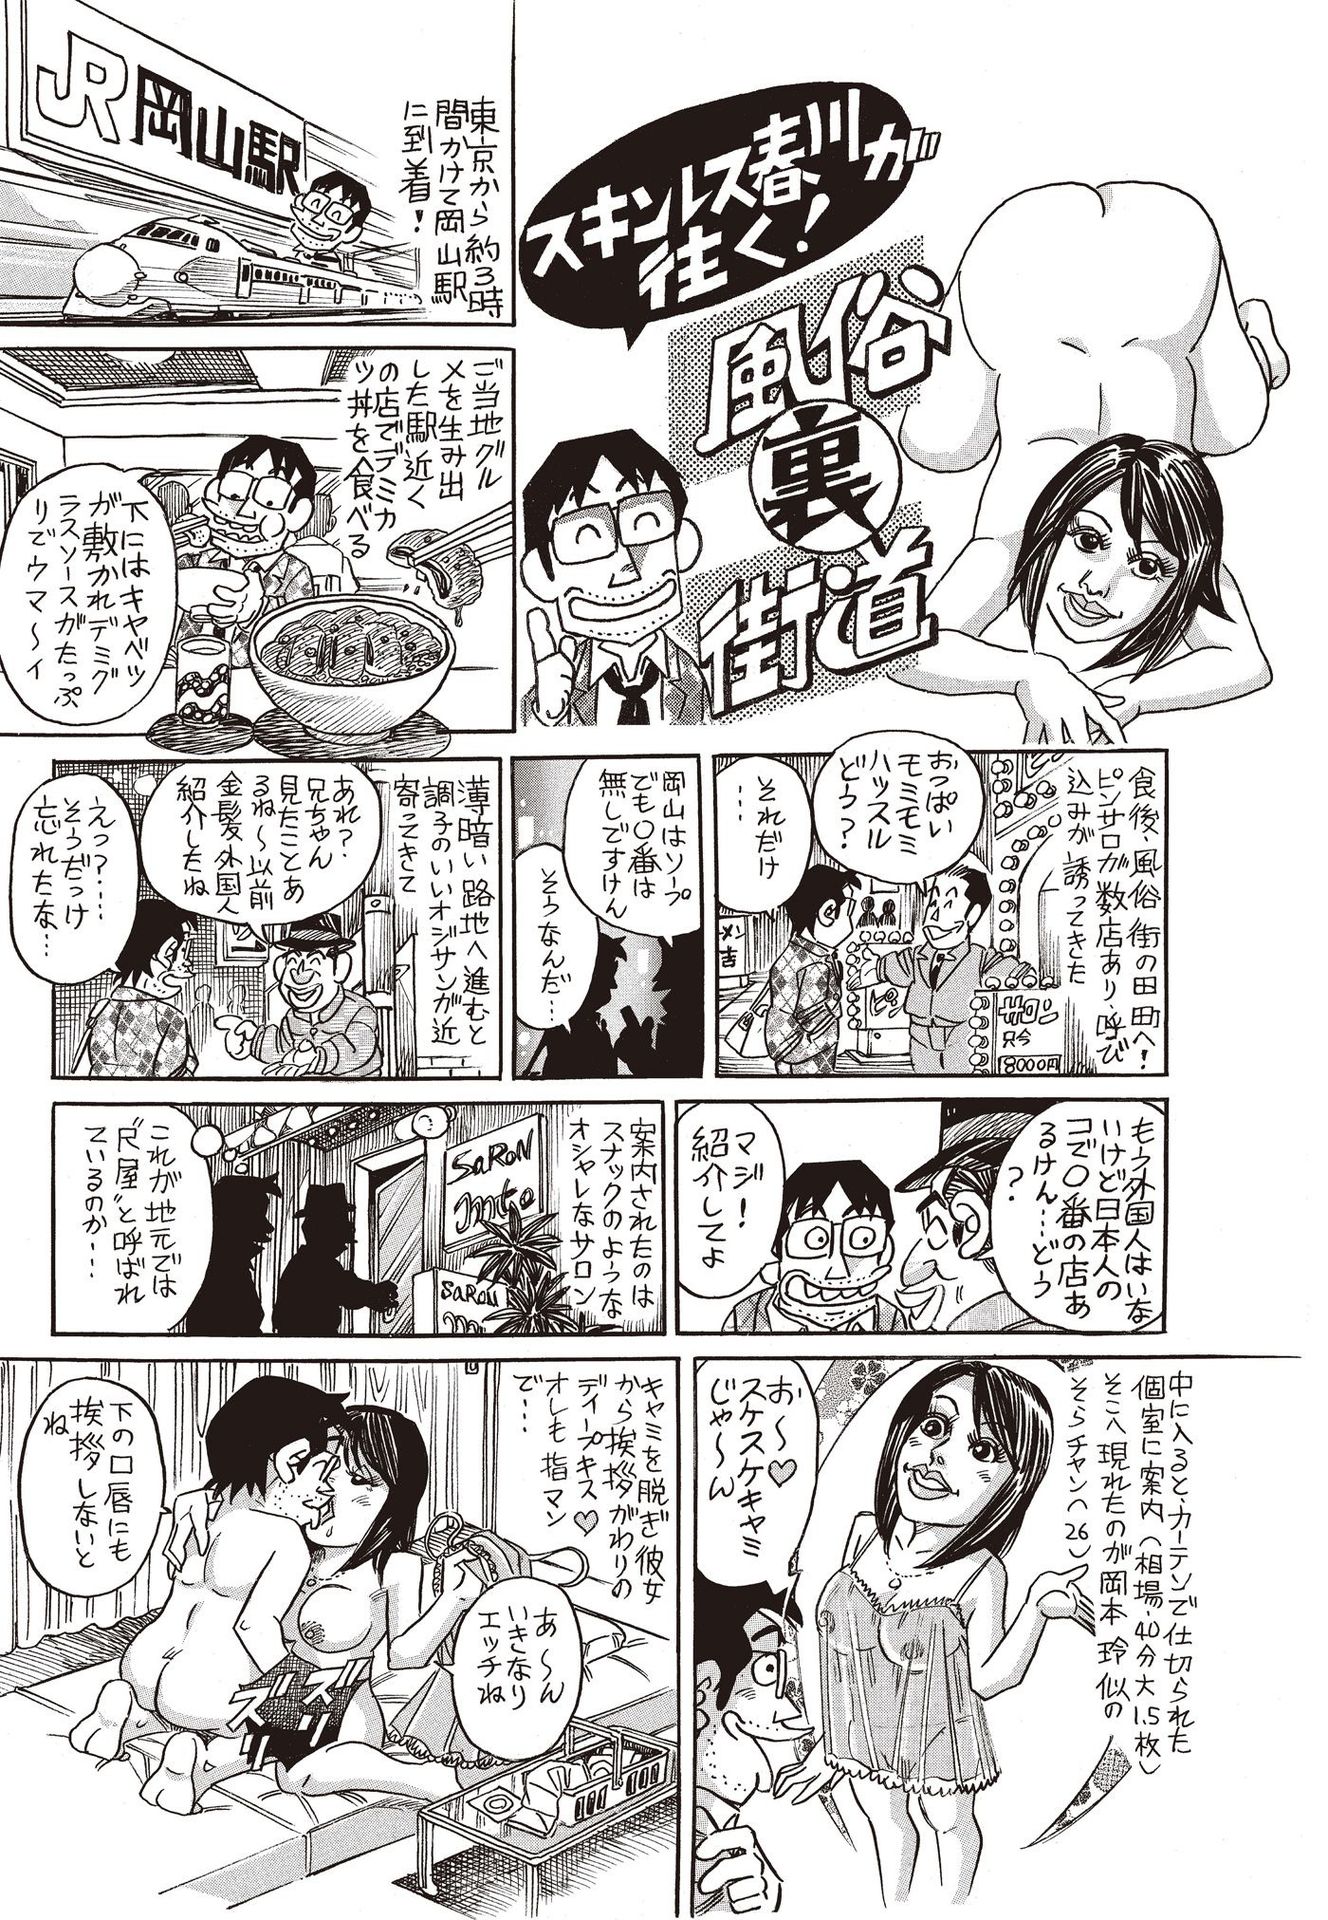 スキンレス春川が
往く!
風俗
裏
街道
JR岡山駅
東京から約3時
間かけて岡山駅
に到着!
ご当地グル
メを生み出
した駅近く
の店でデミカ
ツ丼を食べる
下にはキャベツ
が敷かれデミグ
ラスソースがたっぷ
りでウマ〜イ
食後、風俗街の田町へ!
ピンサロが数店あり、呼び
込みが誘ってきた
おっぱい
モミモミ
ハッスル
どう?
それだけ
…
メン
吉
ピン
サロン
只今
8000円
岡山はソープ
でも〇番は
無しですけん
そうなんだ…
薄暗い路地へ進むと
調子のいいオジサンが近
寄ってきて
あれ?
兄ちゃん
見たことあ
るね〜以前
金髪外国人
紹介したね
えっ?…
そうだっけ
忘れたな…
もう外国人はいな
いけど日本人の
コで〇番の店あ
るけん…どう
?
マジ!
紹介してよ
案内されたのは
スナックのような
オシャレなサロン
SaRoN
SaRoN
これが地元では
“尺屋”と呼ばれ
ているのか…
中に入ると、カーテンで仕切られた
個室に案内(相場・40分大1.5枚)
そこへ現れたのが岡本玲似の
そらチャン(26)
お〜♡
スケスケキャミ
じゃ〜ん
キャミを脱ぎ彼女
から挨拶がわりの
ディープキス♡
オレも指マン
で…
あ〜ん
いきなり
エッチね
下の口唇にも
挨拶しないと
ね
ズズ